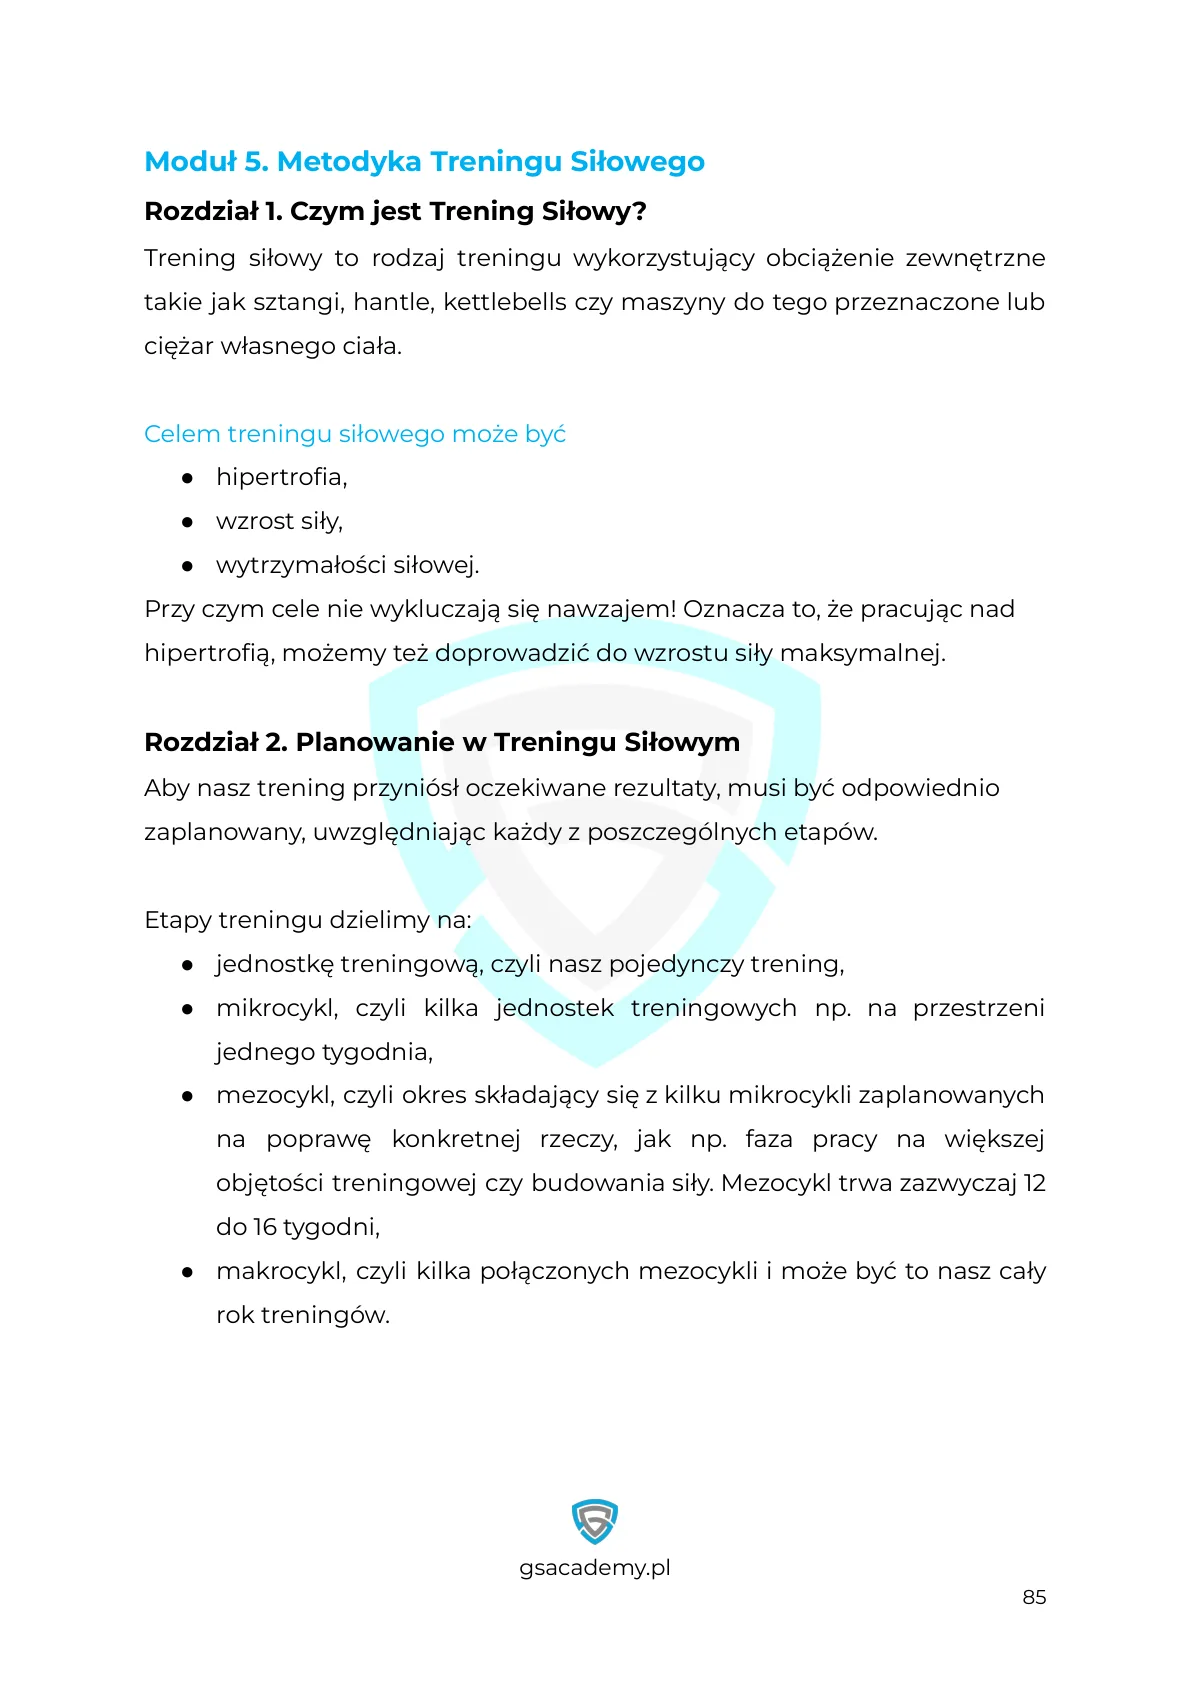 Moduł 5. Metodyka Treningu Siłowego
Rozdział 1. Czym jest Trening Siłowy?
Trening siłowy to rodzaj treningu wykorzystujący obciążenie zewnętrzne
takie jak sztangi, hantle, kettlebells czy maszyny do tego przeznaczone lub
ciężar własnego ciała.
Celem treningu siłowego może być
● hipertrofia,
● wzrost siły,
● wytrzymałości siłowej.
Przy czym cele nie wykluczają się nawzajem! Oznacza to, że pracując nad
hipertrofią, możemy też doprowadzić do wzrostu siły maksymalnej.
Rozdział 2. Planowanie w Treningu Siłowym
Aby nasz trening przyniósł oczekiwane rezultaty, musi być odpowiednio
zaplanowany, uwzględniając każdy z poszczególnych etapów.
Etapy treningu dzielimy na:
● jednostkę treningową, czyli nasz pojedynczy trening,
● mikrocykl, czyli kilka jednostek treningowych np. na przestrzeni
jednego tygodnia,
● mezocykl, czyli okres składający się z kilku mikrocykli zaplanowanych
na poprawę konkretnej rzeczy, jak np. faza pracy na większej
objętości treningowej czy budowania siły. Mezocykl trwa zazwyczaj 12
do 16 tygodni,
● makrocykl, czyli kilka połączonych mezocykli i może być to nasz cały
rok treningów.
gsacademy.pl
85